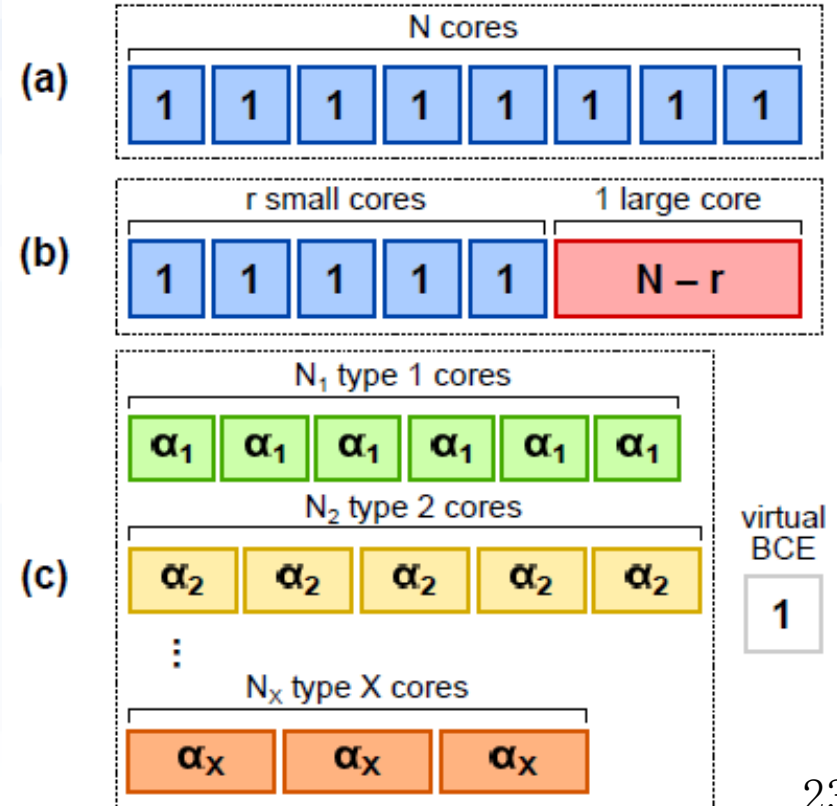 N cores
(a)
1 1 1 1 1 1 1 1
r small cores 1 large core
(b)
1 1 1 1 1 N – r
N₁ type 1 cores
α₁ α₁ α₁ α₁ α₁ α₁
N₂ type 2 cores
virtual
BCE
(c)
α₂ α₂ α₂ α₂ α₂
1
⋮
Nₓ type X cores
αₓ αₓ αₓ
23